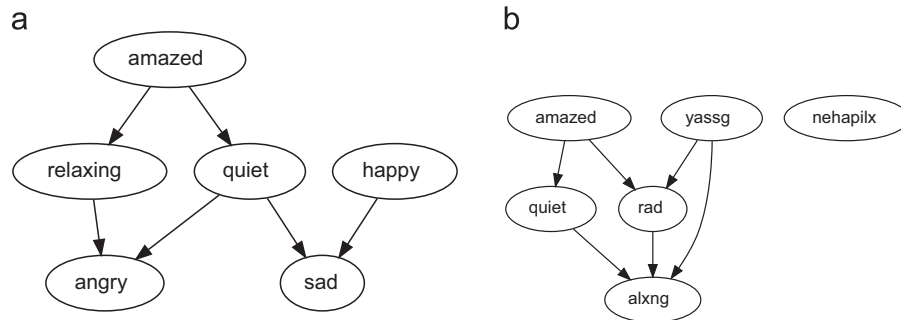 a
amazed
relaxing
quiet
happy
angry
sad
b
amazed
yassg
nehapilx
quiet
rad
alxng